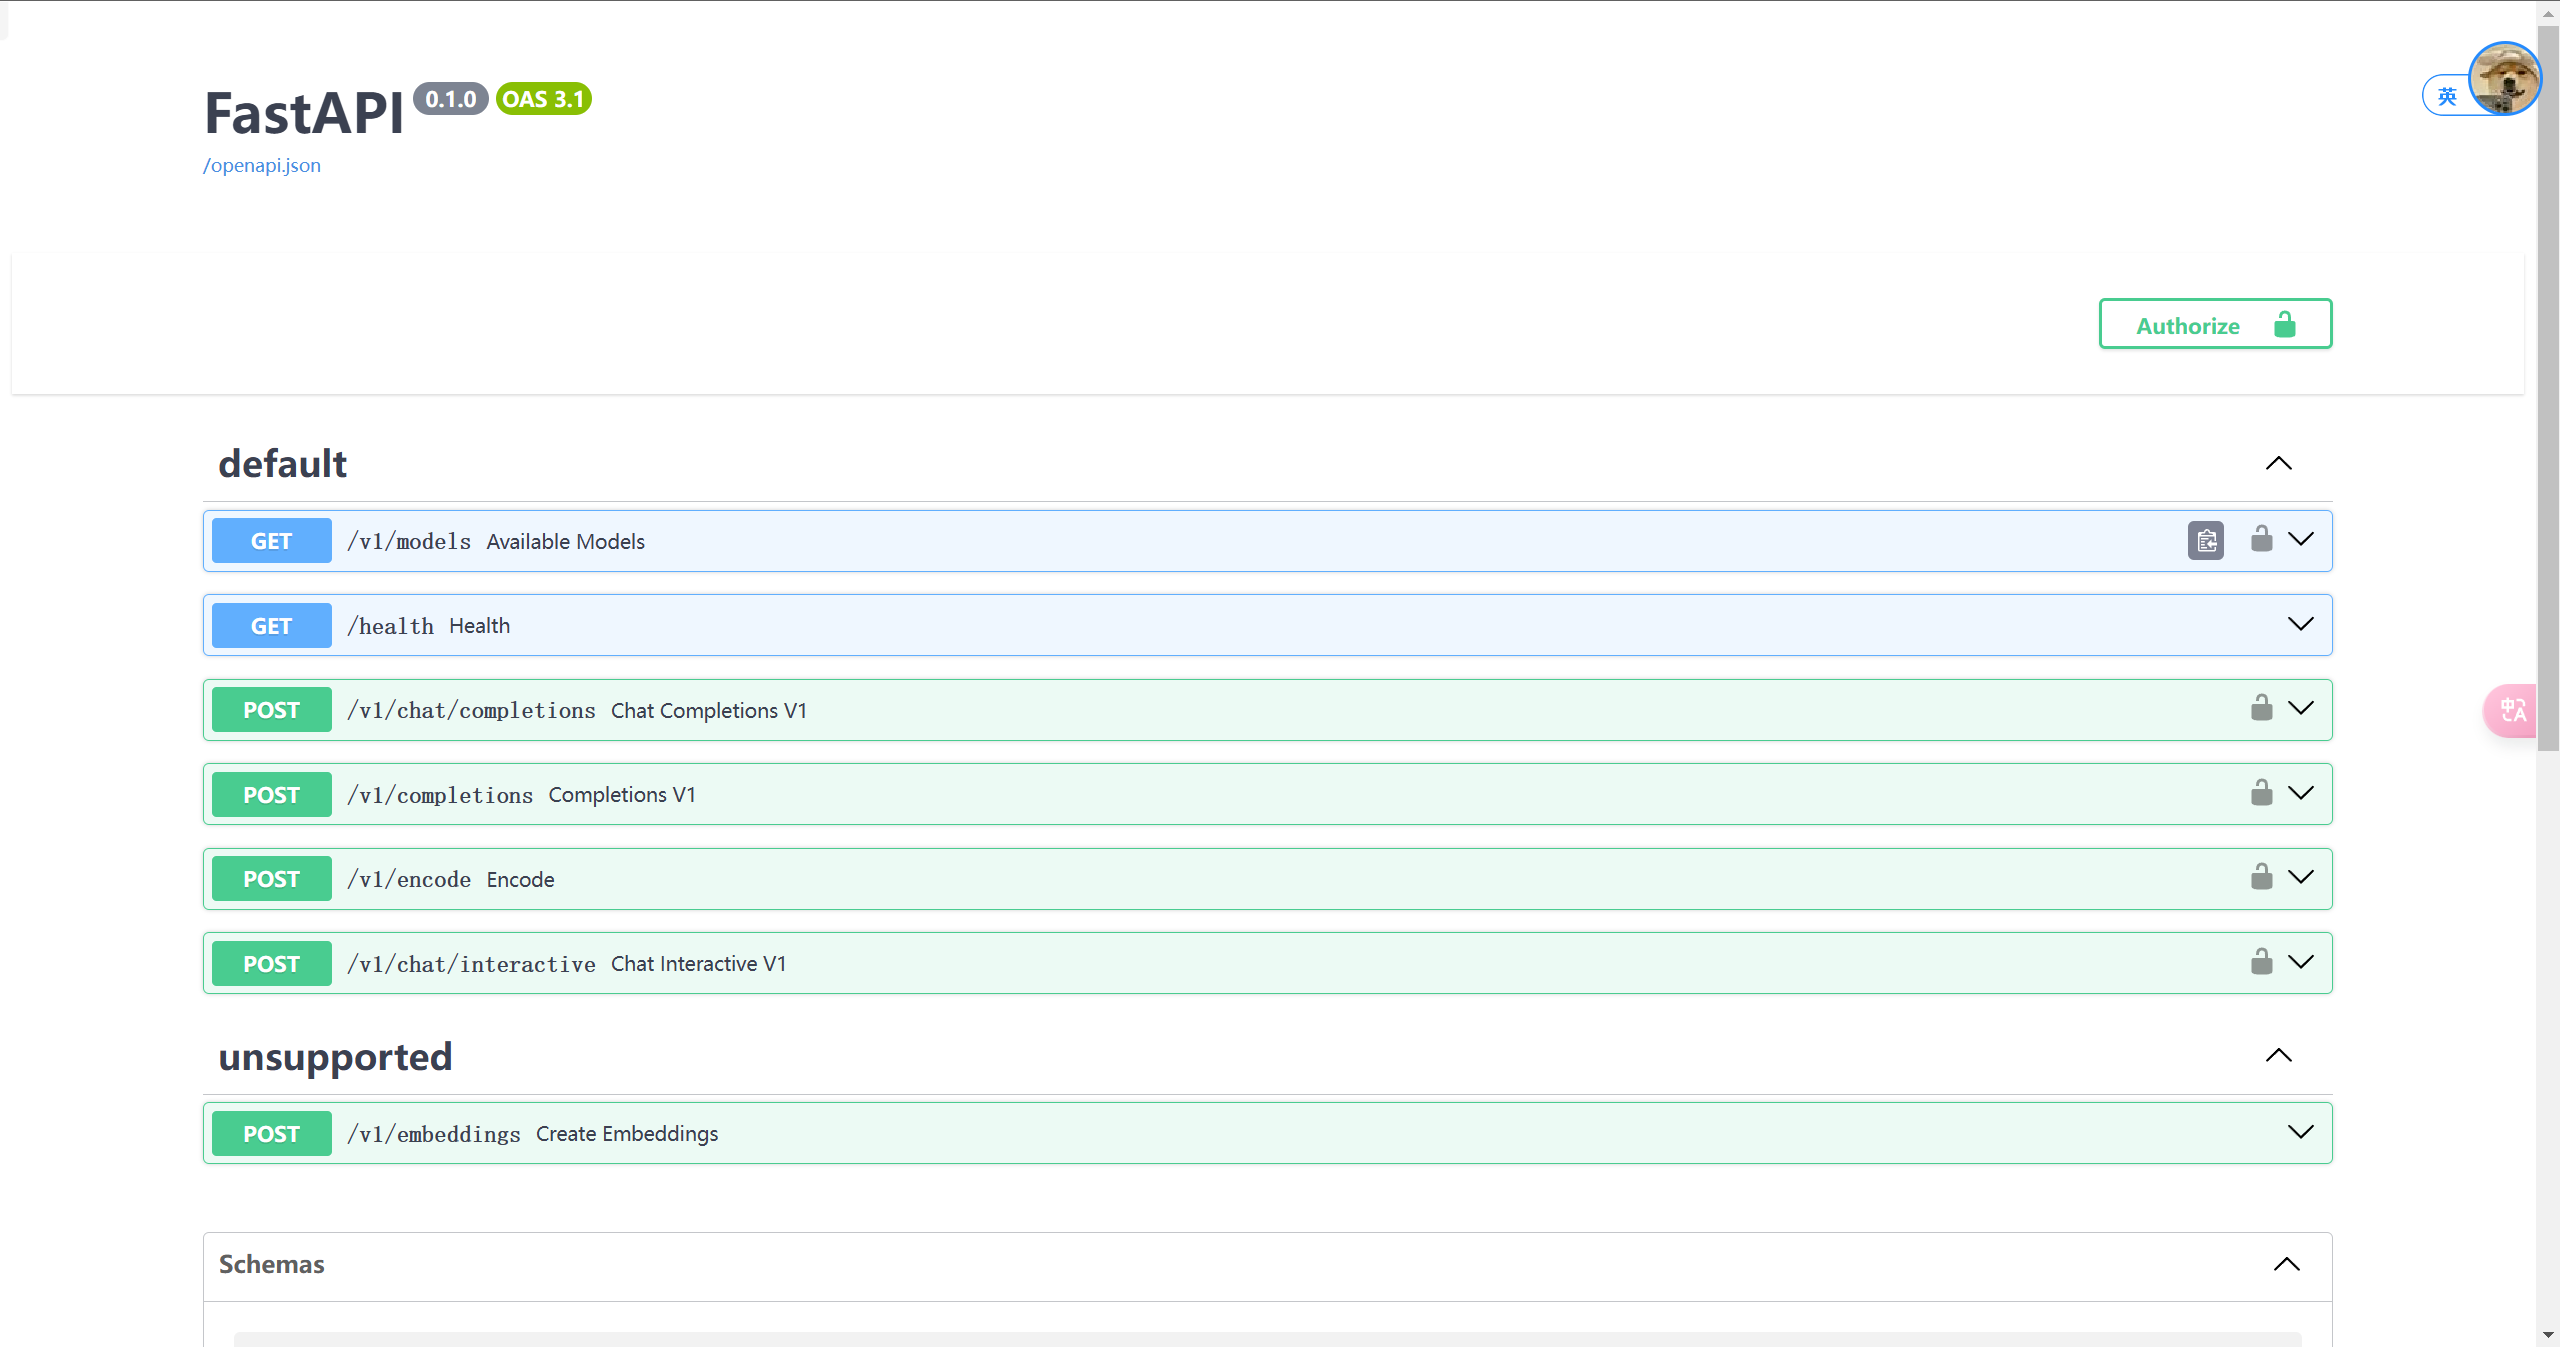 FastAPI 0.1.0 OAS 3.1
/openapi.json
英
Authorize
default
GET /v1/models Available Models
GET /health Health
POST /v1/chat/completions Chat Completions V1
POST /v1/completions Completions V1
POST /v1/encode Encode
POST /v1/chat/interactive Chat Interactive V1
unsupported
POST /v1/embeddings Create Embeddings
Schemas